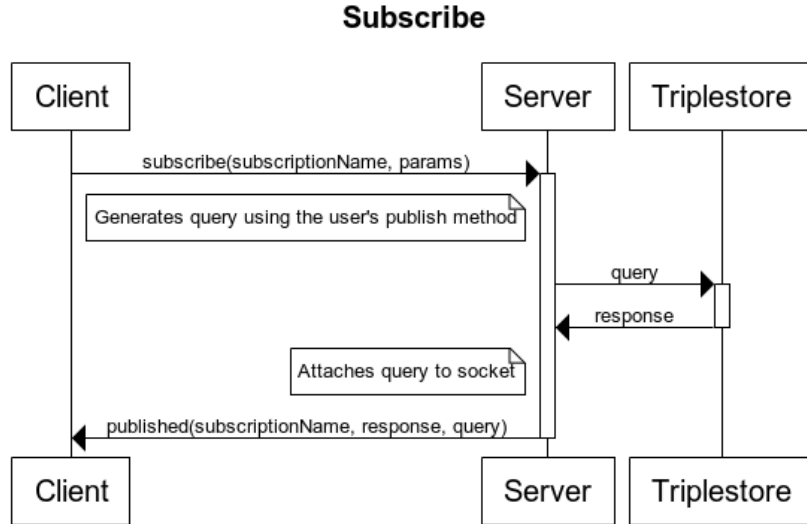 Subscribe
Client
Server
Triplestore
subscribe(subscriptionName, params)
Generates query using the user's publish method
query
response
Attaches query to socket
published(subscriptionName, response, query)
Client
Server
Triplestore